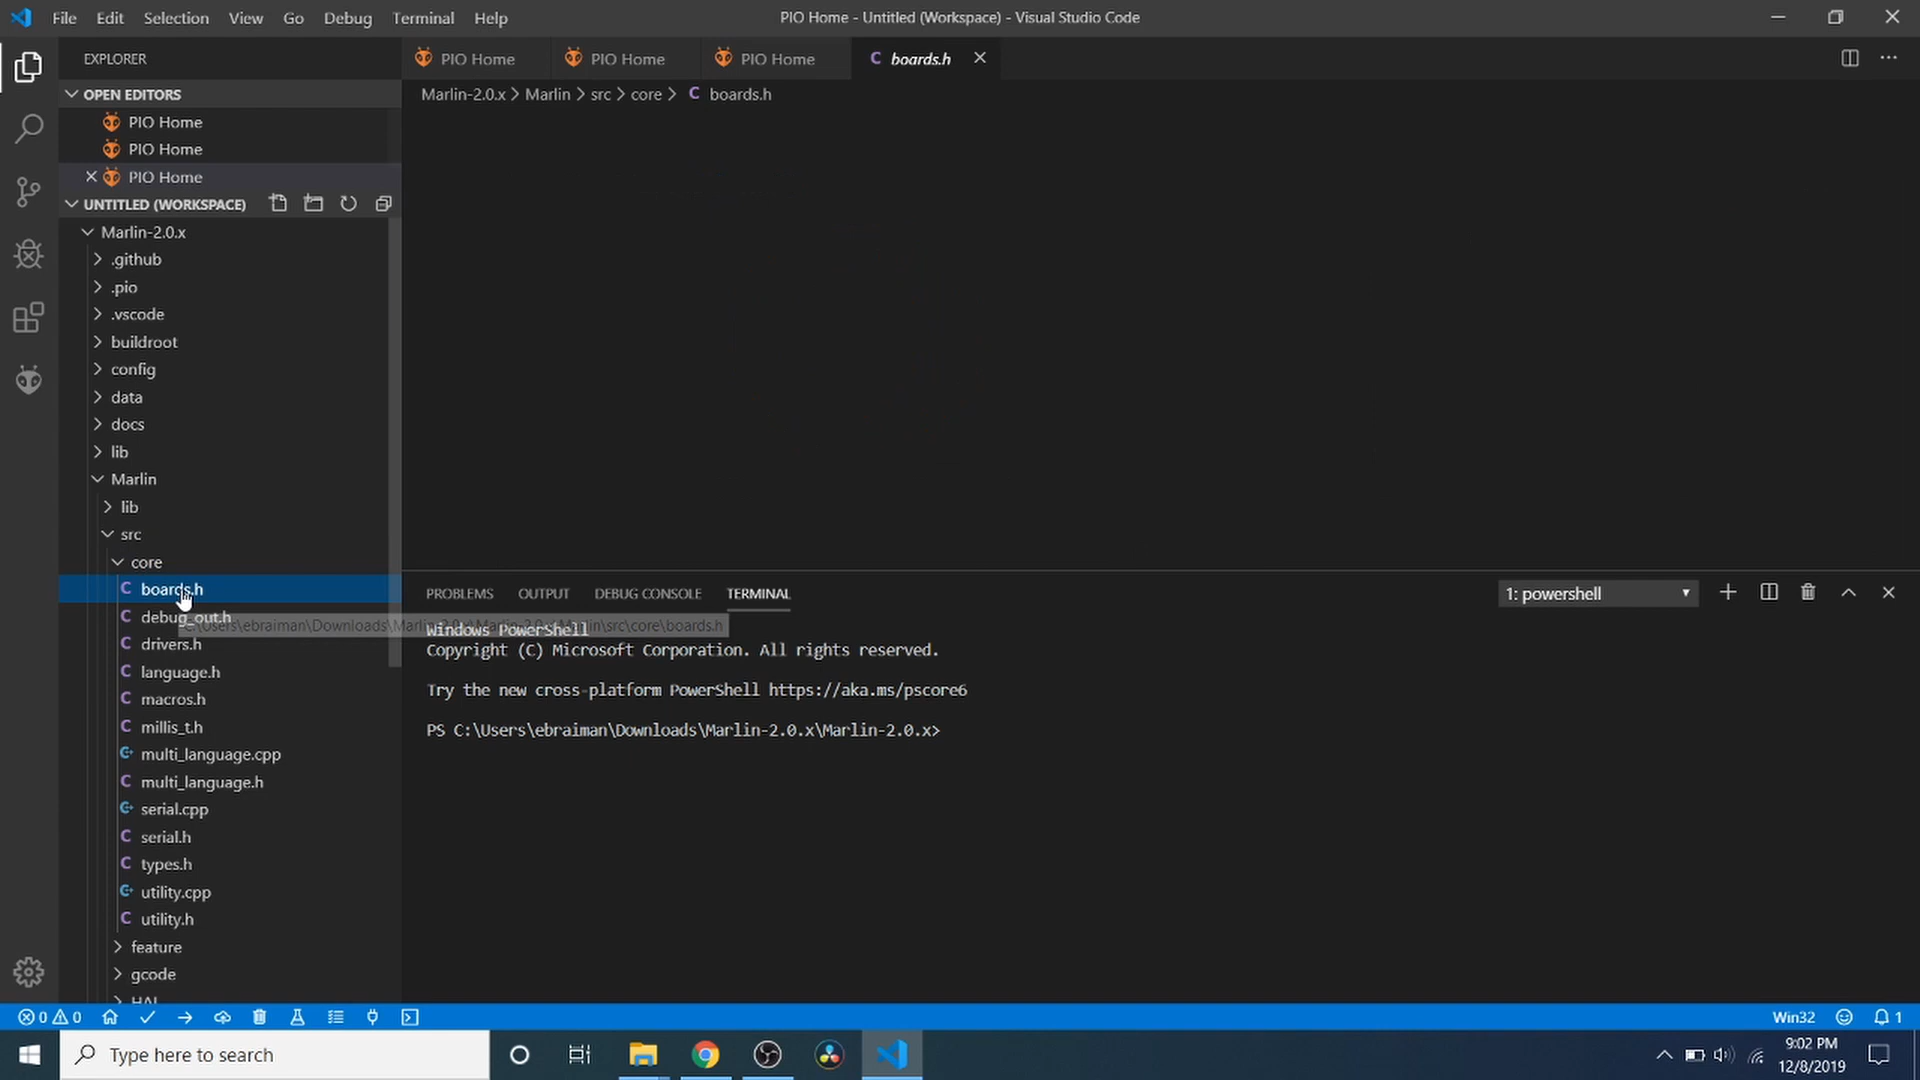 File Edit Selection View Go Debug Terminal Help
PIO Home - Untitled (Workspace) - Visual Studio Code
EXPLORER
PIO Home
PIO Home
PIO Home
boards.h
OPEN EDITORS
PIO Home
PIO Home
PIO Home
UNTITLED (WORKSPACE)
Marlin-2.0.x
.github
.pio
.vscode
buildroot
config
data
docs
lib
Marlin
lib
src
core
boards.h
debug_out.h
drivers.h
language.h
macros.h
millis_t.h
multi_language.cpp
multi_language.h
serial.cpp
serial.h
types.h
utility.cpp
utility.h
feature
gcode
HAL
Marlin-2.0.x > Marlin > src > core > C boards.h
PROBLEMS OUTPUT DEBUG CONSOLE TERMINAL
1: powershell
Windows PowerShell
Copyright (C) Microsoft Corporation. All rights reserved.
Try the new cross-platform PowerShell https://aka.ms/pscore6
PS C:\Users\ebraiman\Downloads\Marlin-2.0.x\Marlin-2.0.x>
0 0
Win32
1
Type here to search
9:02 PM
12/8/2019